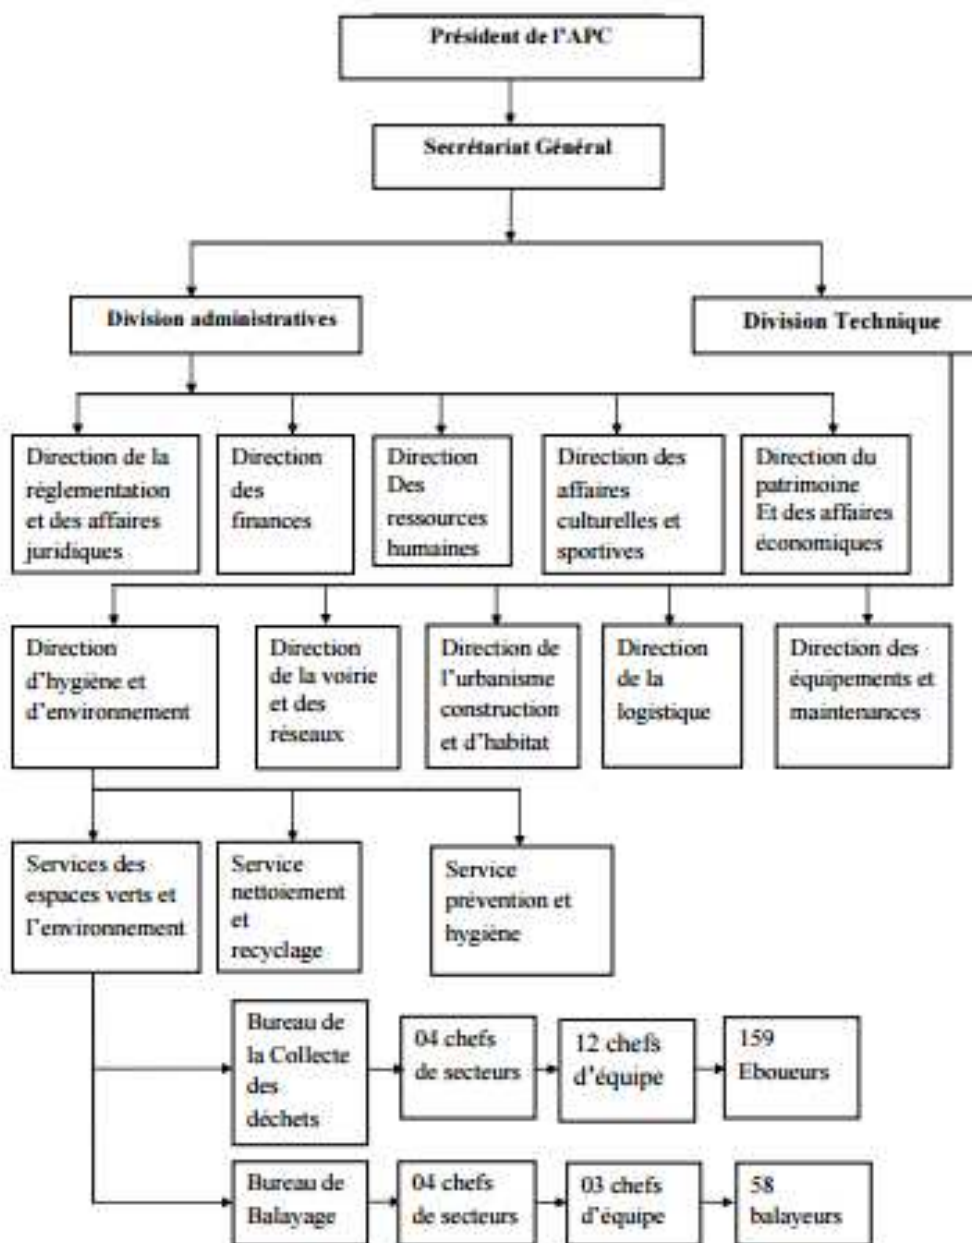 Président de l'APC
Secrétariat Général
Division administratives
Division Technique
Direction de la
réglementation
et des affaires
juridiques
Direction
des
finances
Direction
Des
ressources
humaines
Direction des
affaires
culturelles et
sportives
Direction du
patrimoine
Et des affaires
économiques
Direction
d'hygiène et
d'environnement
Direction
de la voirie
et des
réseaux
Direction de
l'urbanisme
construction
et d'habitat
Direction
de la
logistique
Direction des
équipements et
maintenances
Services des
espaces verts et
l'environnement
Service
nettoiement
et
recyclage
Service
prévention et
hygiène
Bureau de
la Collecte
des
déchets
04 chefs
de secteurs
12 chefs
d'équipe
159
Eboueurs
Bureau de
Balayage
04 chefs
de secteurs
03 chefs
d'équipe
58
balayeurs